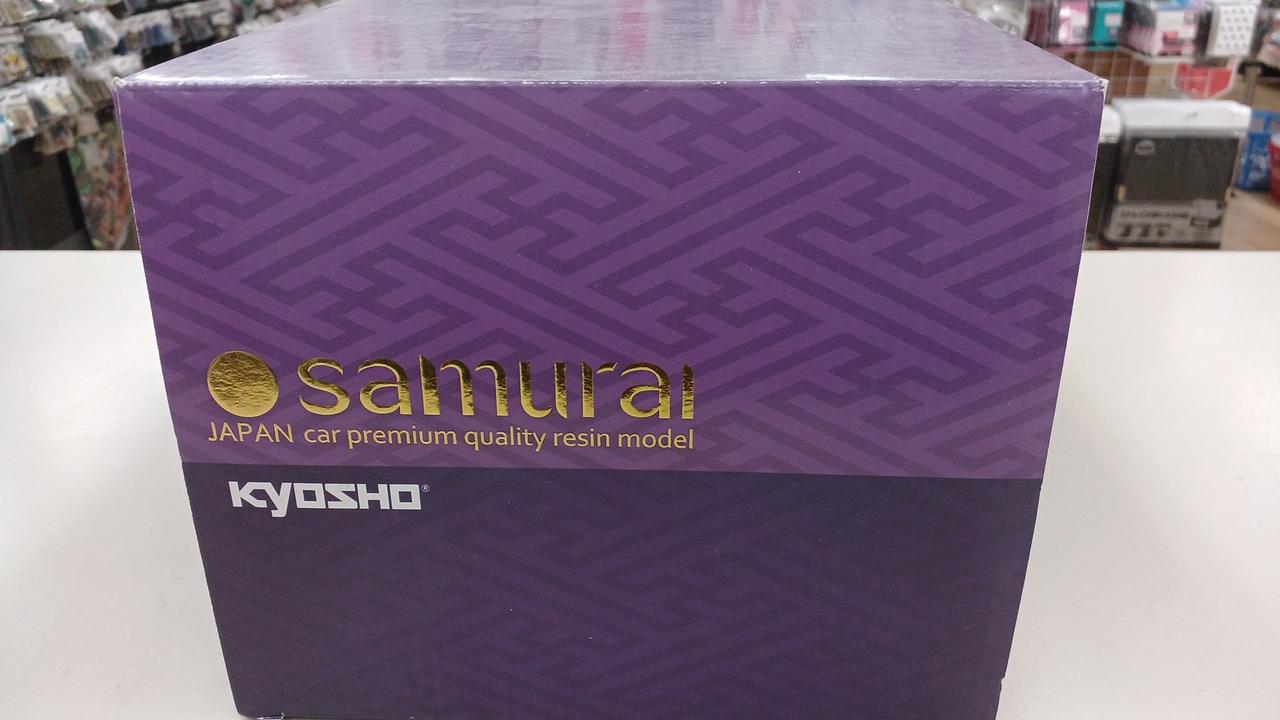 samurai
JAPAN car premium quality resin model
KYOSHO®